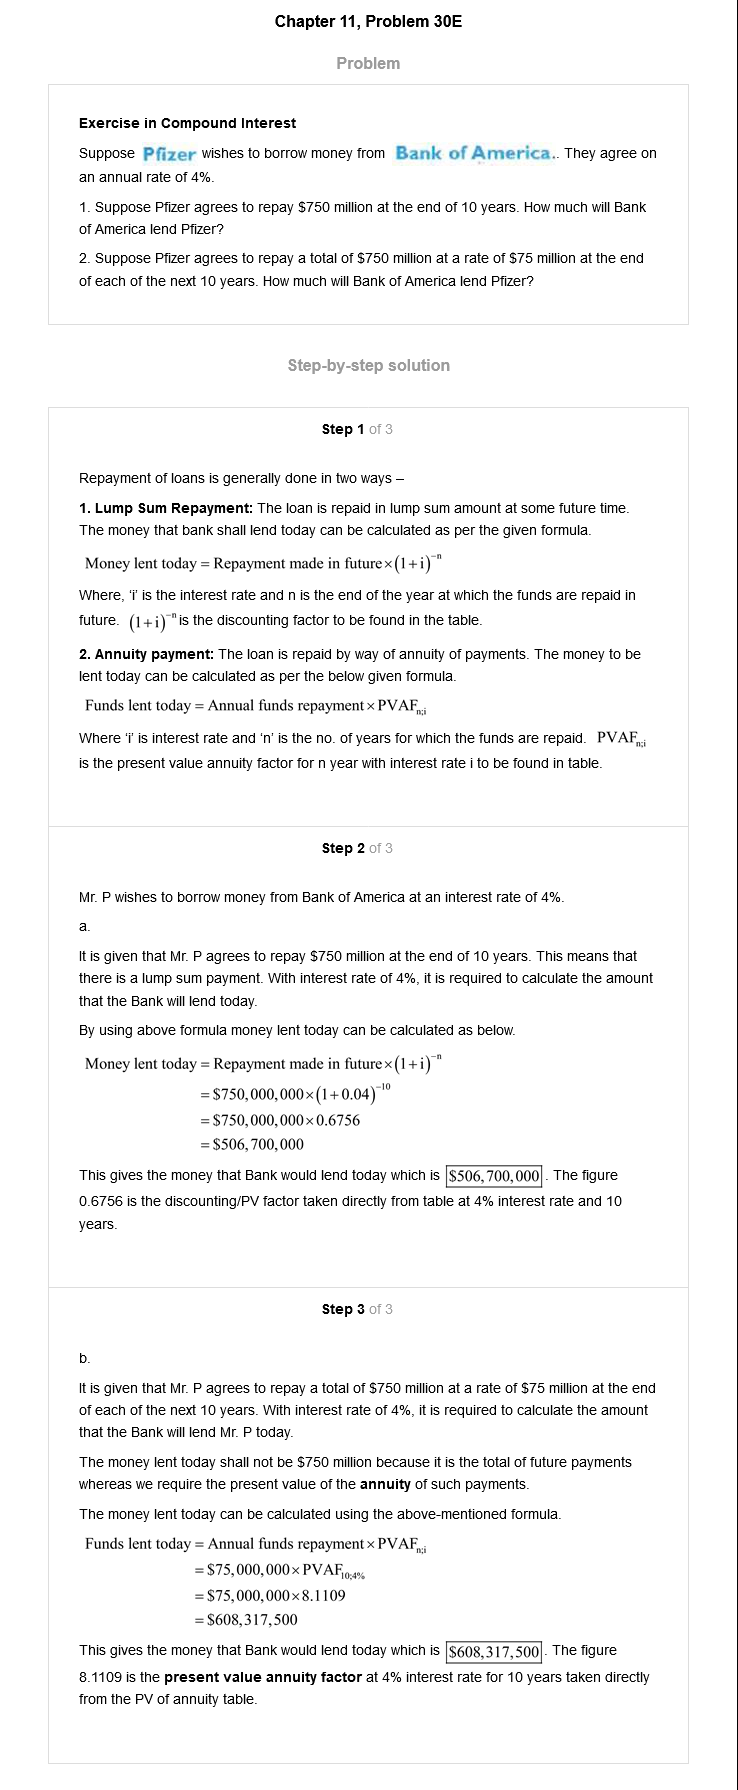 Chapter 11, Problem 30E
Problem
Exercise in Compound Interest
Suppose Pfizer wishes to borrow money from Bank of America.. They agree on
an annual rate of 4%.
1. Suppose Pfizer agrees to repay $750 million at the end of 10 years. How much will Bank
of America lend Pfizer?
2. Suppose Pfizer agrees to repay a total of $750 million at a rate of $75 million at the end
of each of the next 10 years. How much will Bank of America lend Pfizer?
Step-by-step solution
Step 1 of 3
Repayment of loans is generally done in two ways –
1. Lump Sum Repayment: The loan is repaid in lump sum amount at some future time.
The money that bank shall lend today can be calculated as per the given formula.
Money lent today = Repayment made in future × (1+i)⁻ⁿ
Where, 'i' is the interest rate and n is the end of the year at which the funds are repaid in
future. (1+i)⁻ⁿ is the discounting factor to be found in the table.
2. Annuity payment: The loan is repaid by way of annuity of payments. The money to be
lent today can be calculated as per the below given formula.
Funds lent today = Annual funds repayment × PVAFn;i
Where 'i' is interest rate and 'n' is the no. of years for which the funds are repaid. PVAFn;i
is the present value annuity factor for n year with interest rate i to be found in table.
Step 2 of 3
Mr. P wishes to borrow money from Bank of America at an interest rate of 4%.
a.
It is given that Mr. P agrees to repay $750 million at the end of 10 years. This means that
there is a lump sum payment. With interest rate of 4%, it is required to calculate the amount
that the Bank will lend today.
By using above formula money lent today can be calculated as below.
Money lent today = Repayment made in future × (1+i)⁻ⁿ
= $750,000,000 × (1+0.04)⁻¹⁰
= $750,000,000 × 0.6756
= $506,700,000
This gives the money that Bank would lend today which is $506,700,000. The figure
0.6756 is the discounting/PV factor taken directly from table at 4% interest rate and 10
years.
Step 3 of 3
b.
It is given that Mr. P agrees to repay a total of $750 million at a rate of $75 million at the end
of each of the next 10 years. With interest rate of 4%, it is required to calculate the amount
that the Bank will lend Mr. P today.
The money lent today shall not be $750 million because it is the total of future payments
whereas we require the present value of the annuity of such payments.
The money lent today can be calculated using the above-mentioned formula.
Funds lent today = Annual funds repayment × PVAFn;i
= $75,000,000 × PVAF10;4%
= $75,000,000 × 8.1109
= $608,317,500
This gives the money that Bank would lend today which is $608,317,500. The figure
8.1109 is the present value annuity factor at 4% interest rate for 10 years taken directly
from the PV of annuity table.